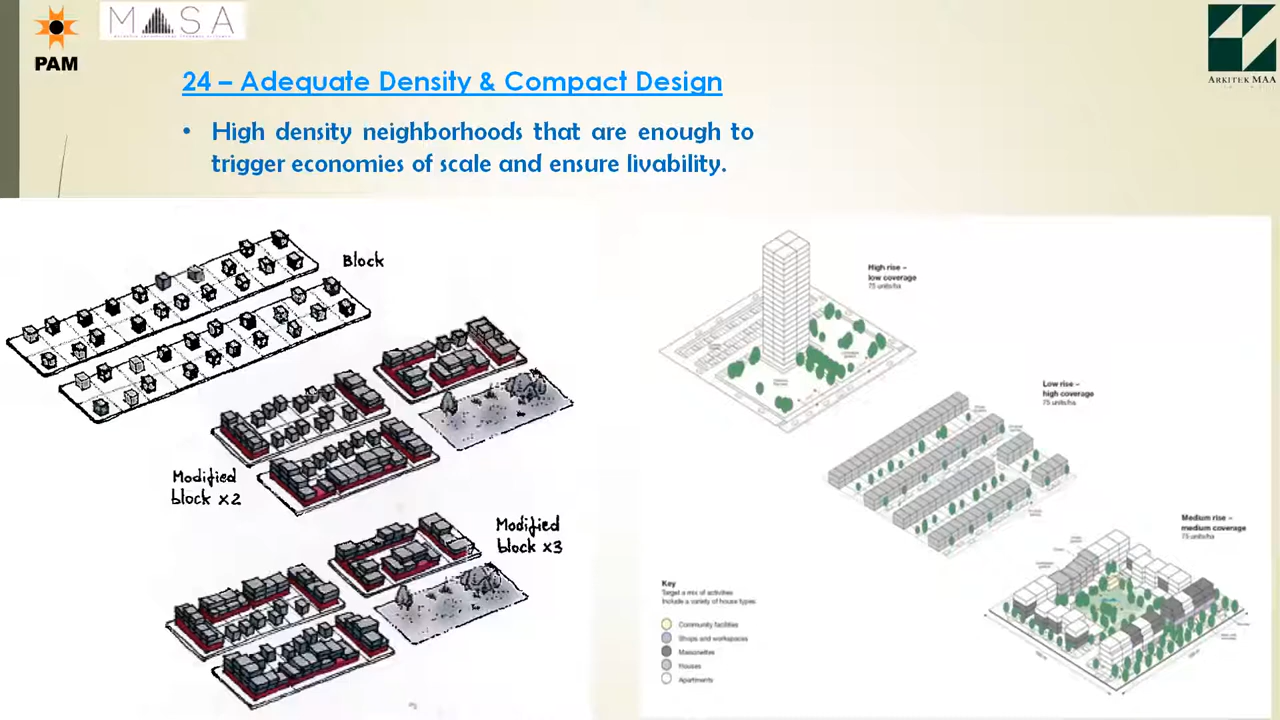 PAM
MASA
ARKITEK MAA
24 – Adequate Density & Compact Design
• High density neighborhoods that are enough to
trigger economies of scale and ensure livability.
Block
Modified
block x2
Modified
block x3
High rise –
low coverage
75 units/ha
Low rise –
high coverage
75 units/ha
Medium rise –
medium coverage
75 units/ha
Key
Target a mix of activities
Include a variety of house types
Community facilities
Shops and workspaces
Maisonettes
Houses
Apartments